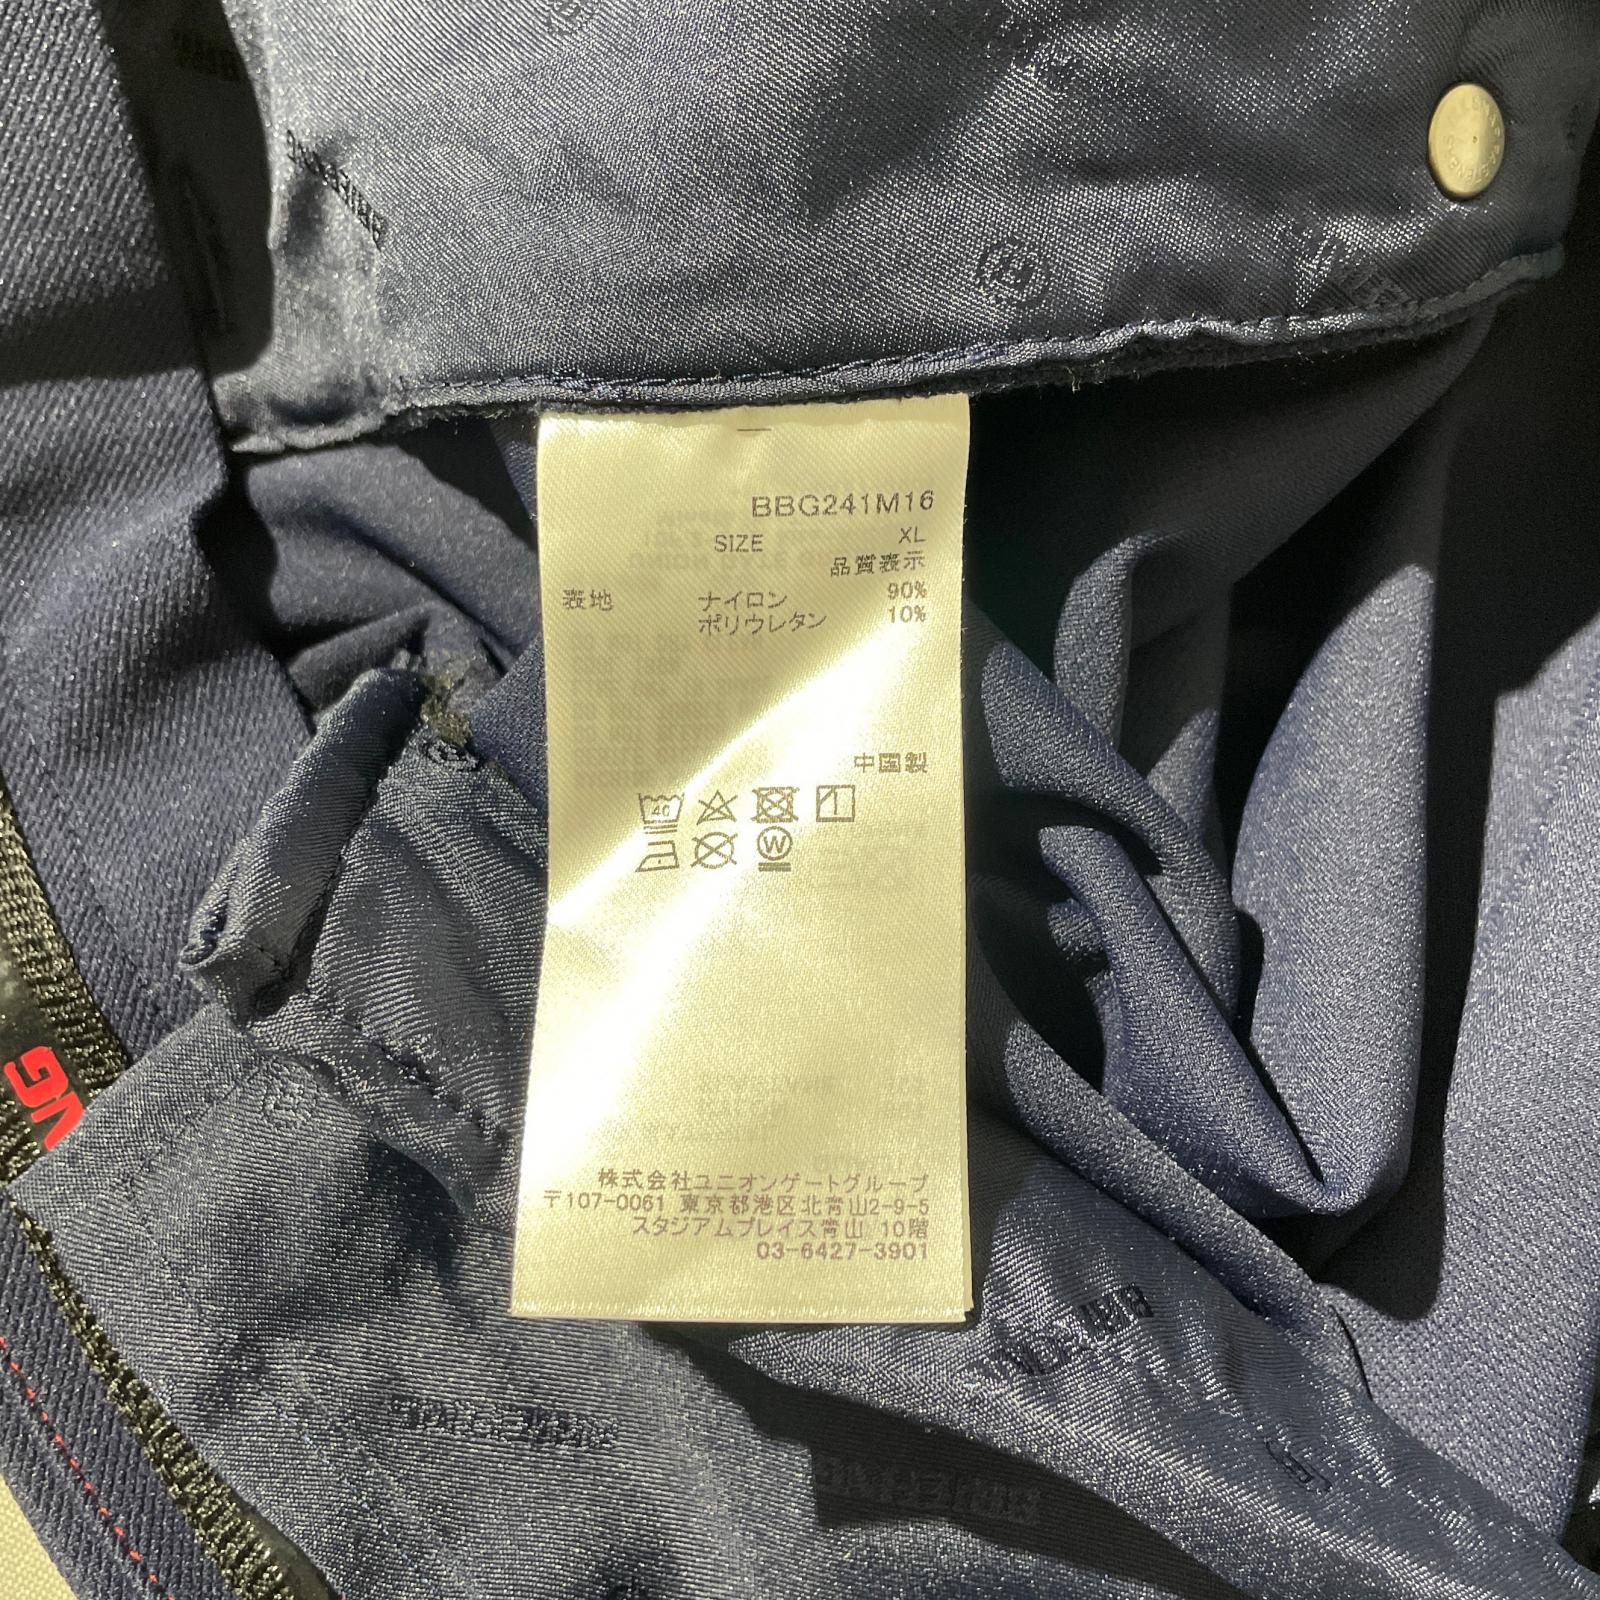 BBG241M16
SIZE XL
品質表示
表地 ナイロン 90%
ポリウレタン 10%
中国製
40
W
株式会社ユニオンゲートグループ
〒107-0061 東京都港区北青山2-9-5
スタジアムプレイス青山 10階
03-6427-3901
BRIEFING